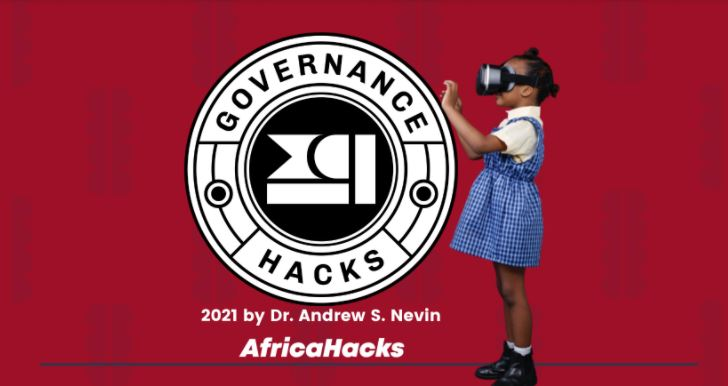 GOVERNANCE
HACKS
2021 by Dr. Andrew S. Nevin
AfricaHacks